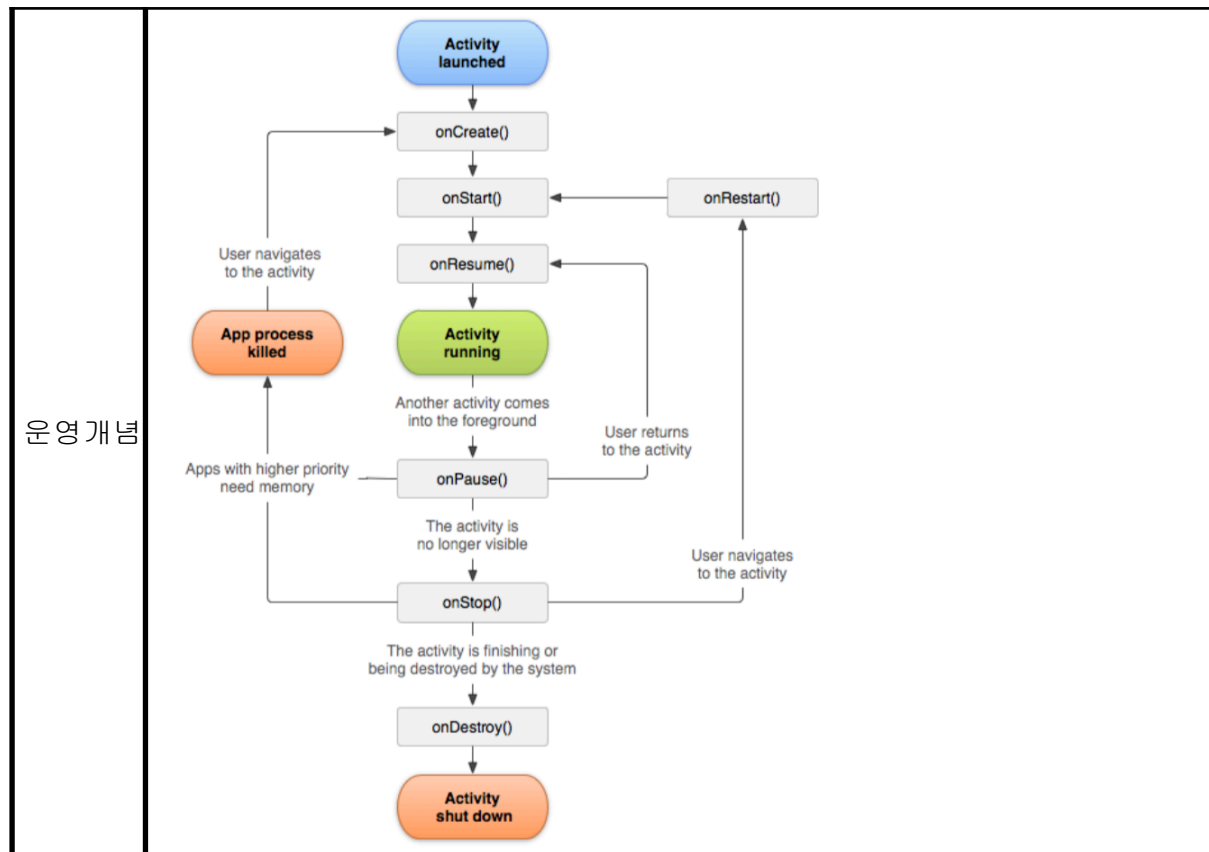 운영개념
Activity
launched
onCreate()
onStart()
onRestart()
User navigates
to the activity
onResume()
App process
killed
Activity
running
Another activity comes
into the foreground
User returns
to the activity
Apps with higher priority
need memory
onPause()
The activity is
no longer visible
User navigates
to the activity
onStop()
The activity is finishing or
being destroyed by the system
onDestroy()
Activity
shut down